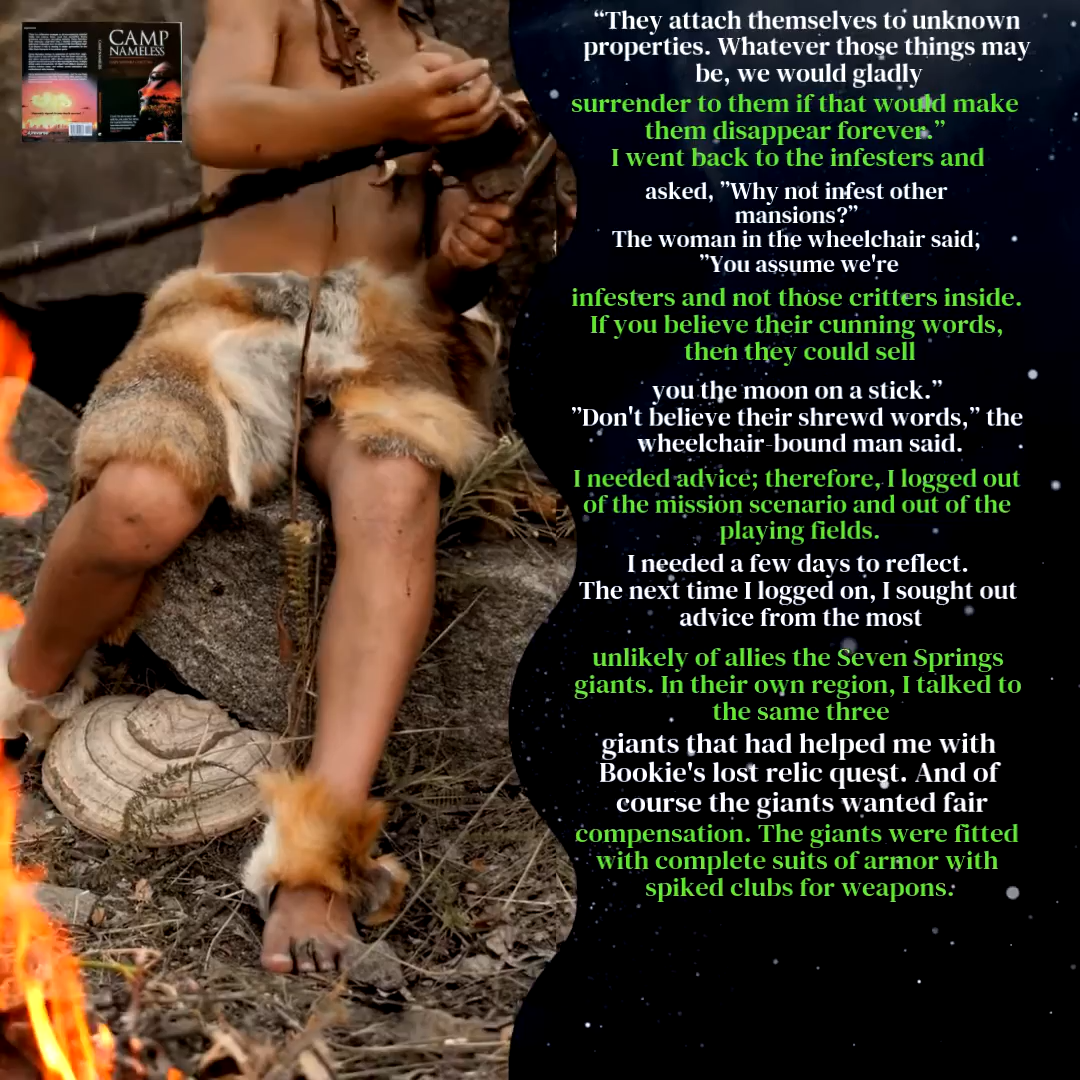 CAMP
NAMELESS
“They attach themselves to unknown
properties. Whatever those things may
be, we would gladly
surrender to them if that would make
them disappear forever.”
I went back to the infesters and
asked, ”Why not infest other
mansions?”
The woman in the wheelchair said;
”You assume we're
infesters and not those critters inside.
If you believe their cunning words,
then they could sell
you the moon on a stick.”
”Don't believe their shrewd words,” the
wheelchair-bound man said.
I needed advice; therefore, I logged out
of the mission scenario and out of the
playing fields.
I needed a few days to reflect.
The next time I logged on, I sought out
advice from the most
unlikely of allies the Seven Springs
giants. In their own region, I talked to
the same three
giants that had helped me with
Bookie's lost relic quest. And of
course the giants wanted fair
compensation. The giants were fitted
with complete suits of armor with
spiked clubs for weapons.